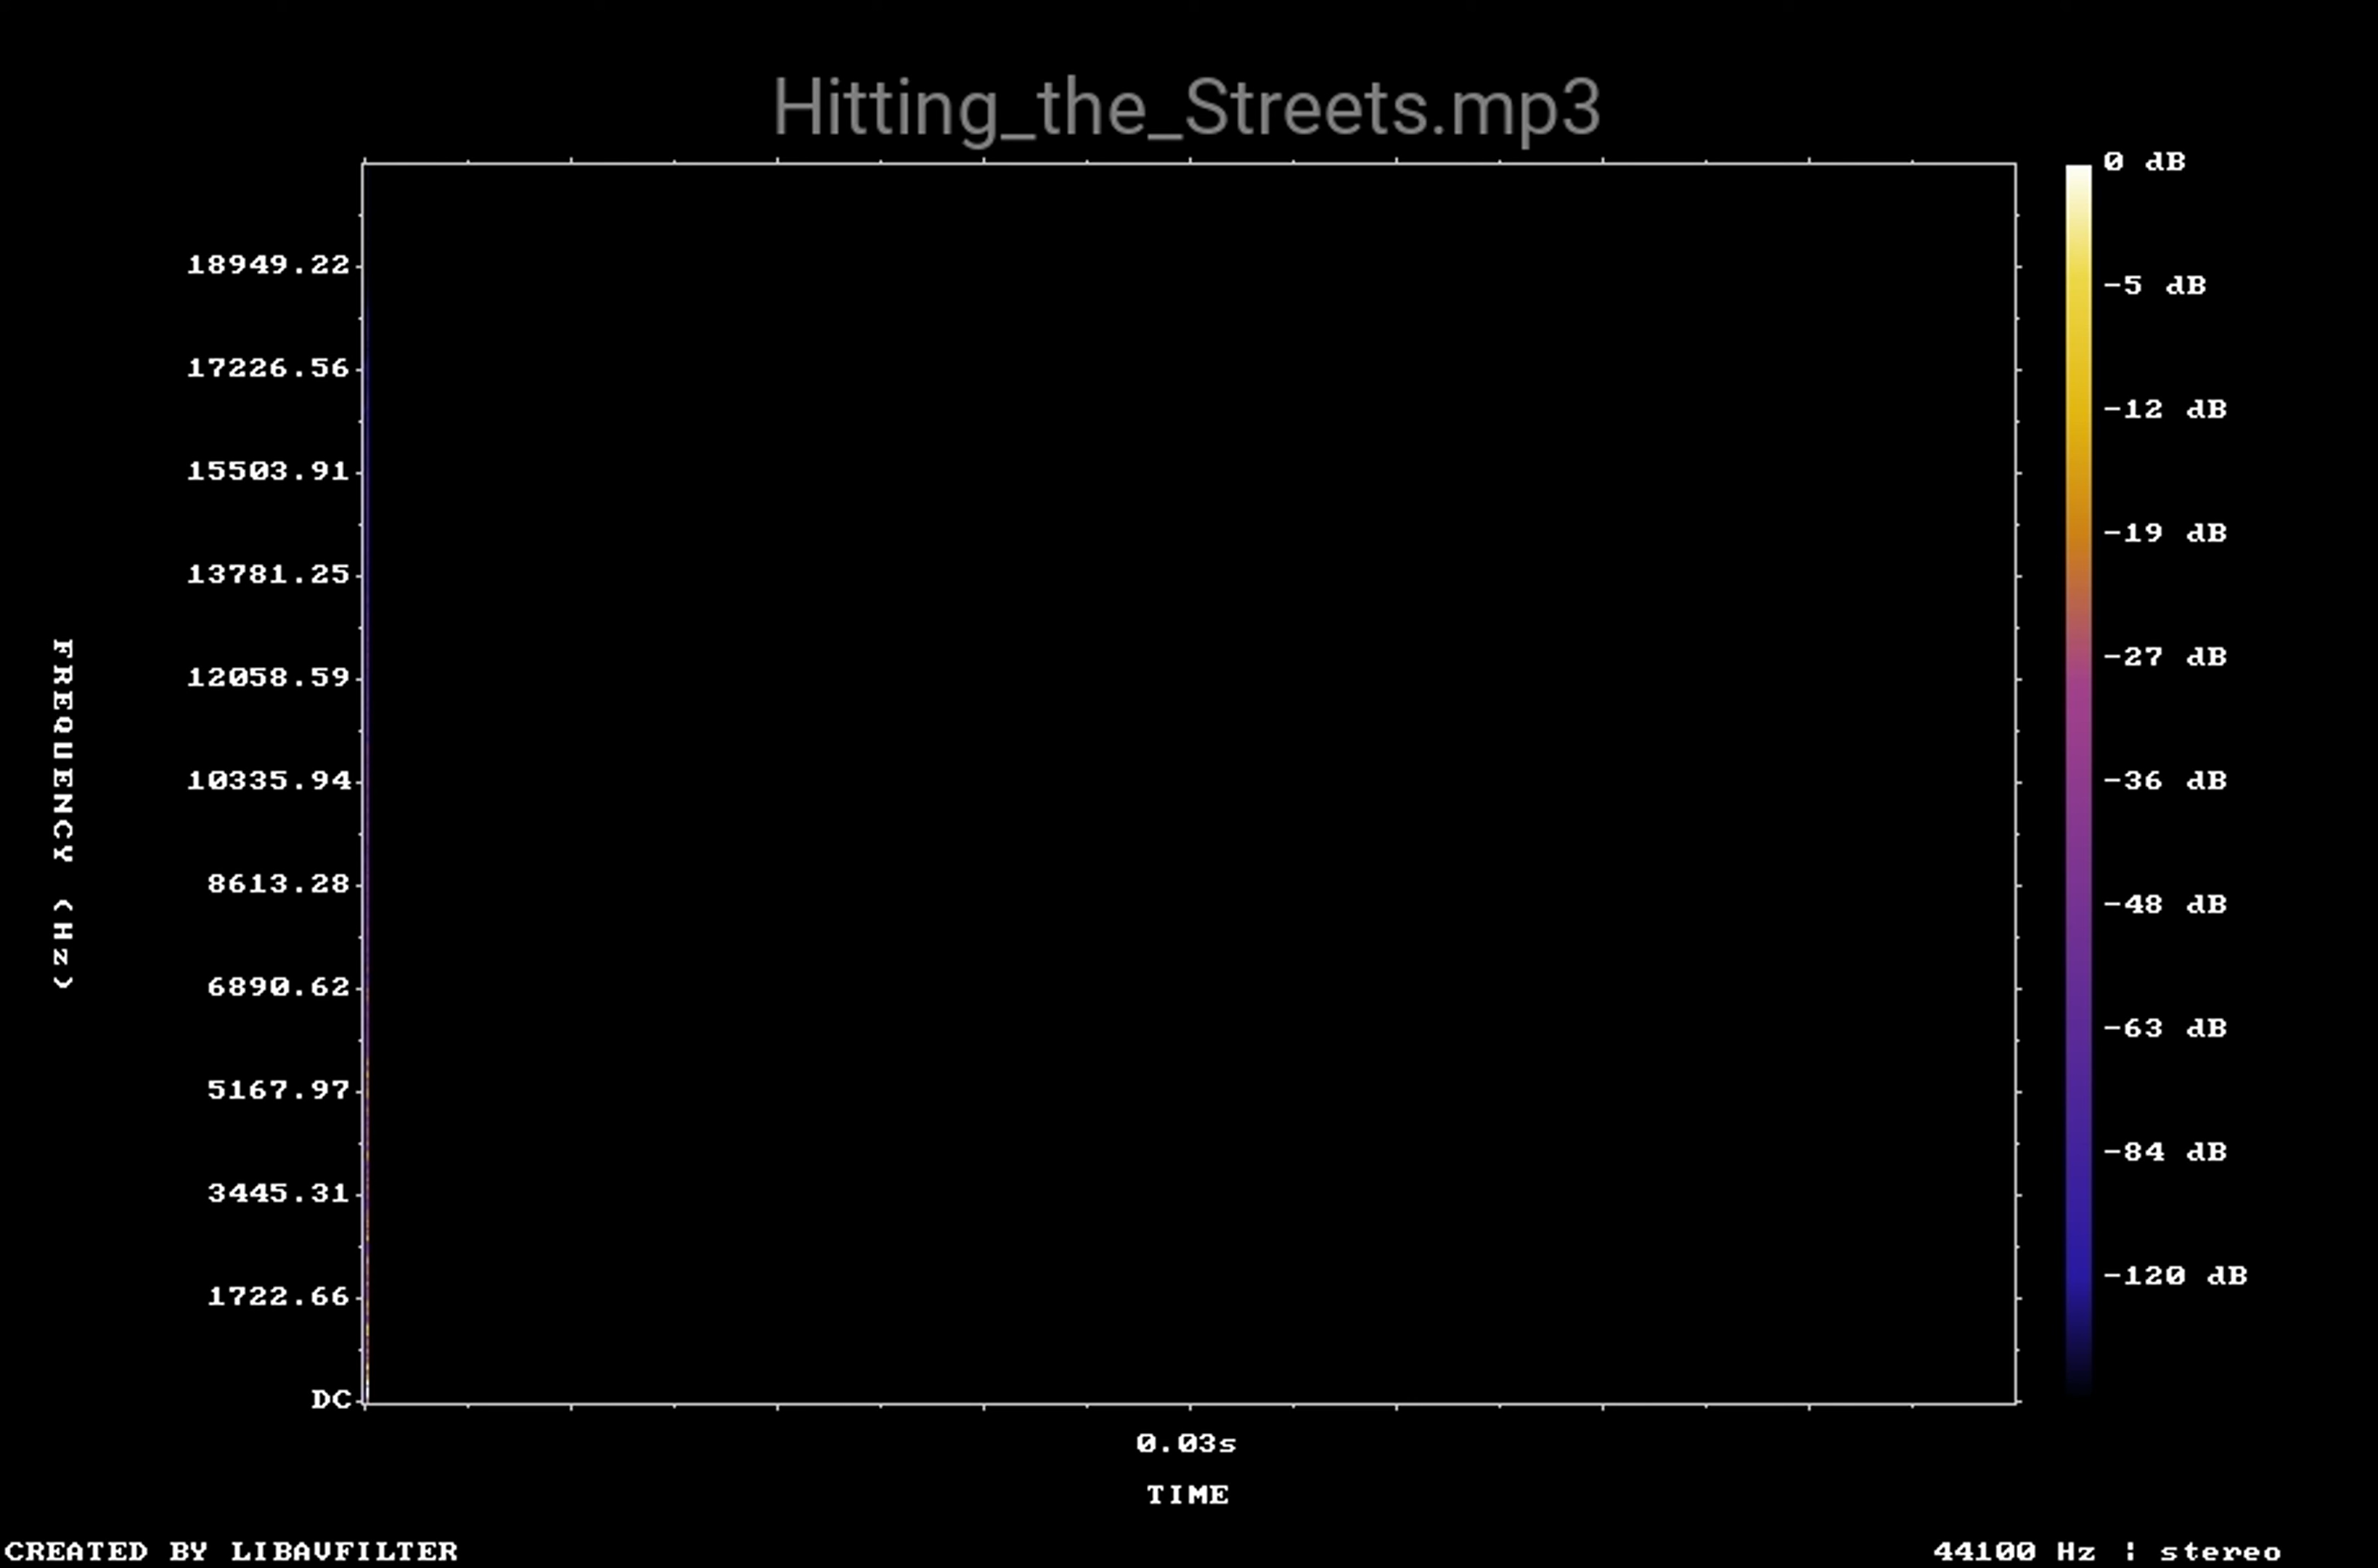 Hitting_the_Streets.mp3
0 dB
18949.22
-5 dB
17226.56
-12 dB
15503.91
-19 dB
13781.25
-27 dB
12058.59
-36 dB
10335.94
-48 dB
8613.28
-63 dB
6890.62
-84 dB
5167.97
-120 dB
3445.31
1722.66
DC
FREQUENCY (Hz)
0.03s
TIME
CREATED BY LIBAVFILTER
44100 Hz | stereo